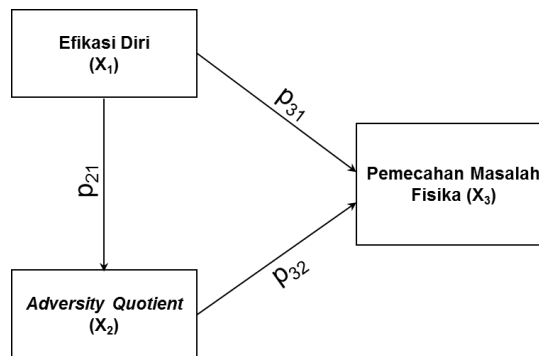 Efikasi Diri
(X₁)
p₃₁
Pemecahan Masalah
Fisika (X₃)
p₂₁
p₃₂
Adversity Quotient
(X₂)